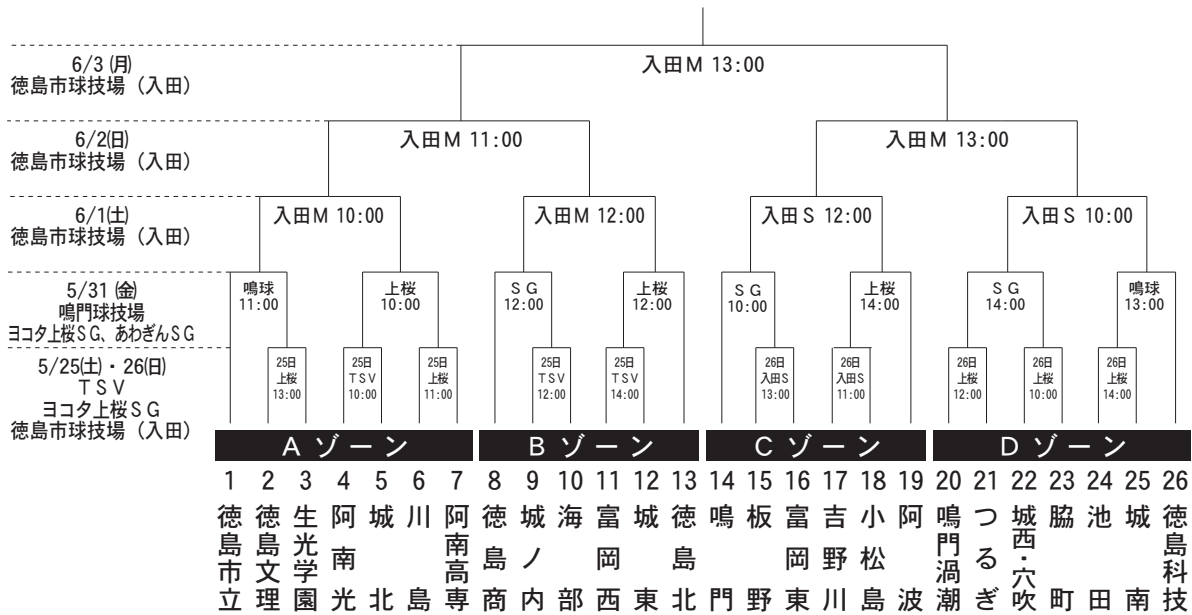 6/3(月)
徳島市球技場（入田）
入田M 13:00
6/2(日)
徳島市球技場（入田）
入田M 11:00
入田M 13:00
6/1(土)
徳島市球技場（入田）
入田M 10:00
入田M 12:00
入田S 12:00
入田S 10:00
5/31(金)
鳴門球技場
ヨコタ上桜SG、あわぎんSG
鳴球
11:00
上桜
10:00
SG
12:00
上桜
12:00
SG
10:00
上桜
14:00
SG
14:00
鳴球
13:00
5/25(土)・26(日)
TSV
ヨコタ上桜SG
徳島市球技場（入田）
25日
上桜
13:00
25日
TSV
10:00
25日
上桜
11:00
25日
TSV
12:00
25日
TSV
14:00
26日
入田S
13:00
26日
入田S
11:00
26日
上桜
12:00
26日
上桜
10:00
26日
上桜
14:00
Aゾーン
Bゾーン
Cゾーン
Dゾーン
1 2 3 4 5 6 7 8 9 10 11 12 13 14 15 16 17 18 19 20 21 22 23 24 25 26
徳島市立
徳島文理
生光学園
阿南光
城北
川島
阿南高専
徳島商
城ノ内
海部
富岡西
城東
徳島北
鳴門
板野
富岡東
吉野川
小松島
阿波
鳴門渦潮
つるぎ
城西・穴吹
脇町
池田
城南
徳島科技